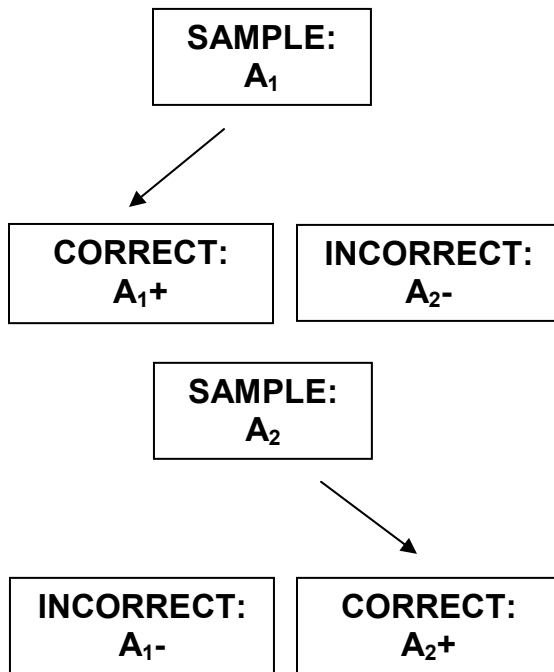 SAMPLE:
A₁
CORRECT:
A₁+
INCORRECT:
A₂-
SAMPLE:
A₂
INCORRECT:
A₁-
CORRECT:
A₂+